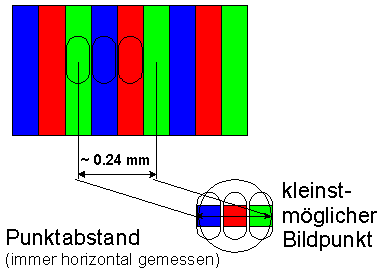 ~ 0.24 mm
kleinst-
möglicher
Bildpunkt
Punktabstand
(immer horizontal gemessen)